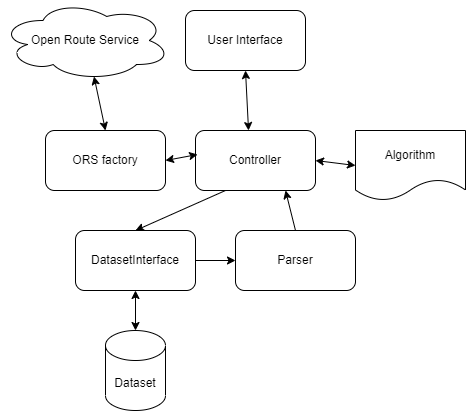 Open Route Service
User Interface
ORS factory
Controller
Algorithm
DatasetInterface
Parser
Dataset